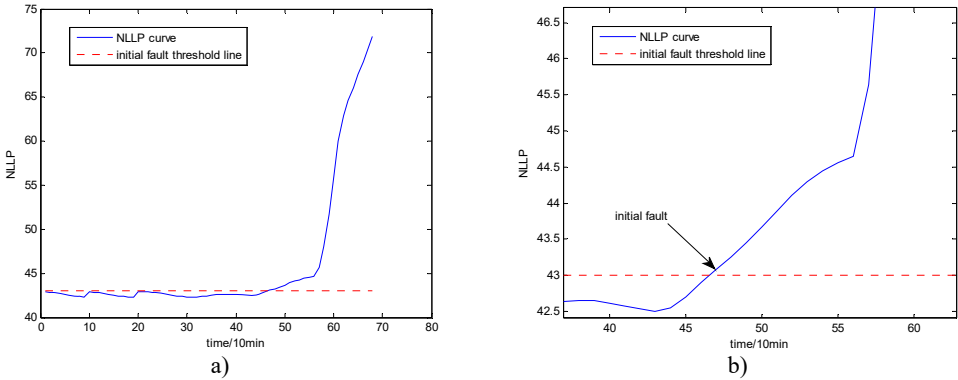 75
70
65
60
55
50
45
40
0 10 20 30 40 50 60 70 80
NLLP
time/10min
NLLP curve
initial fault threshold line
a)
46.5
46
45.5
45
44.5
44
43.5
43
42.5
40 45 50 55 60
NLLP
time/10min
NLLP curve
initial fault threshold line
initial fault
b)